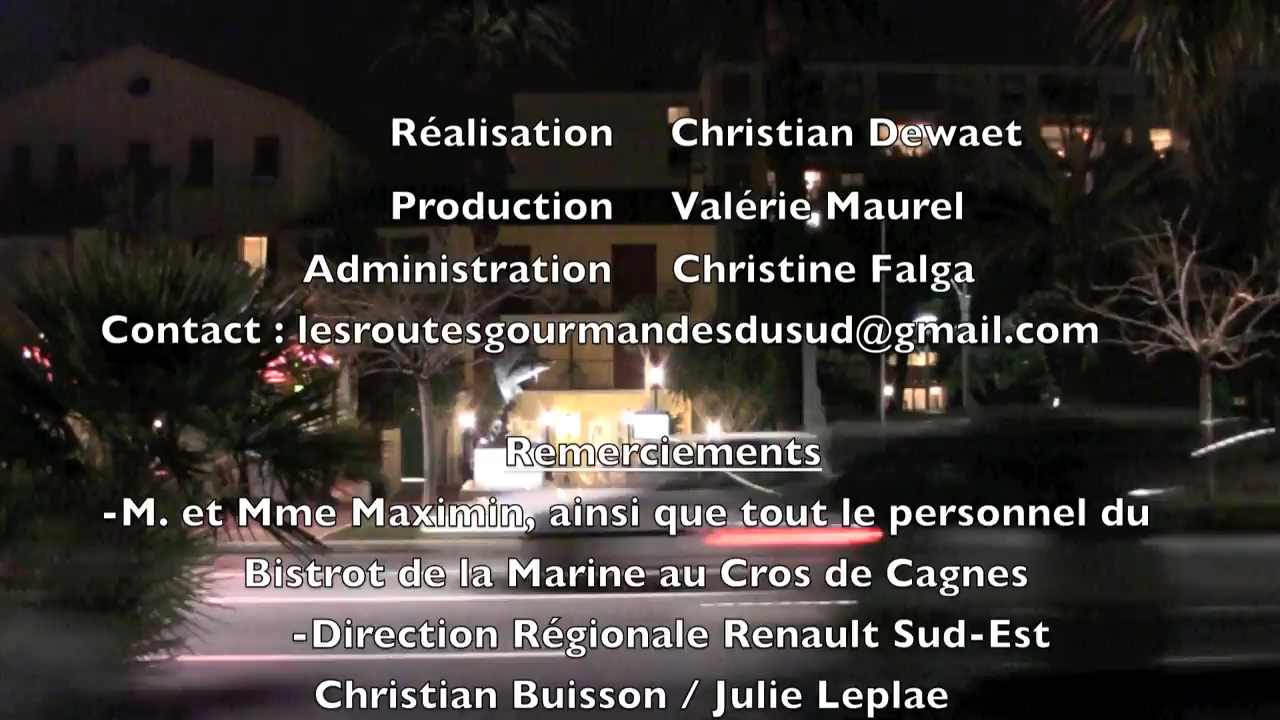 Réalisation Christian Dewaet
Production Valérie Maurel
Administration Christine Falga
Contact : lesroutesgourmandesdusud@gmail.com
Remerciements
-M. et Mme Maximin, ainsi que tout le personnel du
Bistrot de la Marine au Cros de Cagnes
-Direction Régionale Renault Sud-Est
Christian Buisson / Julie Leplae